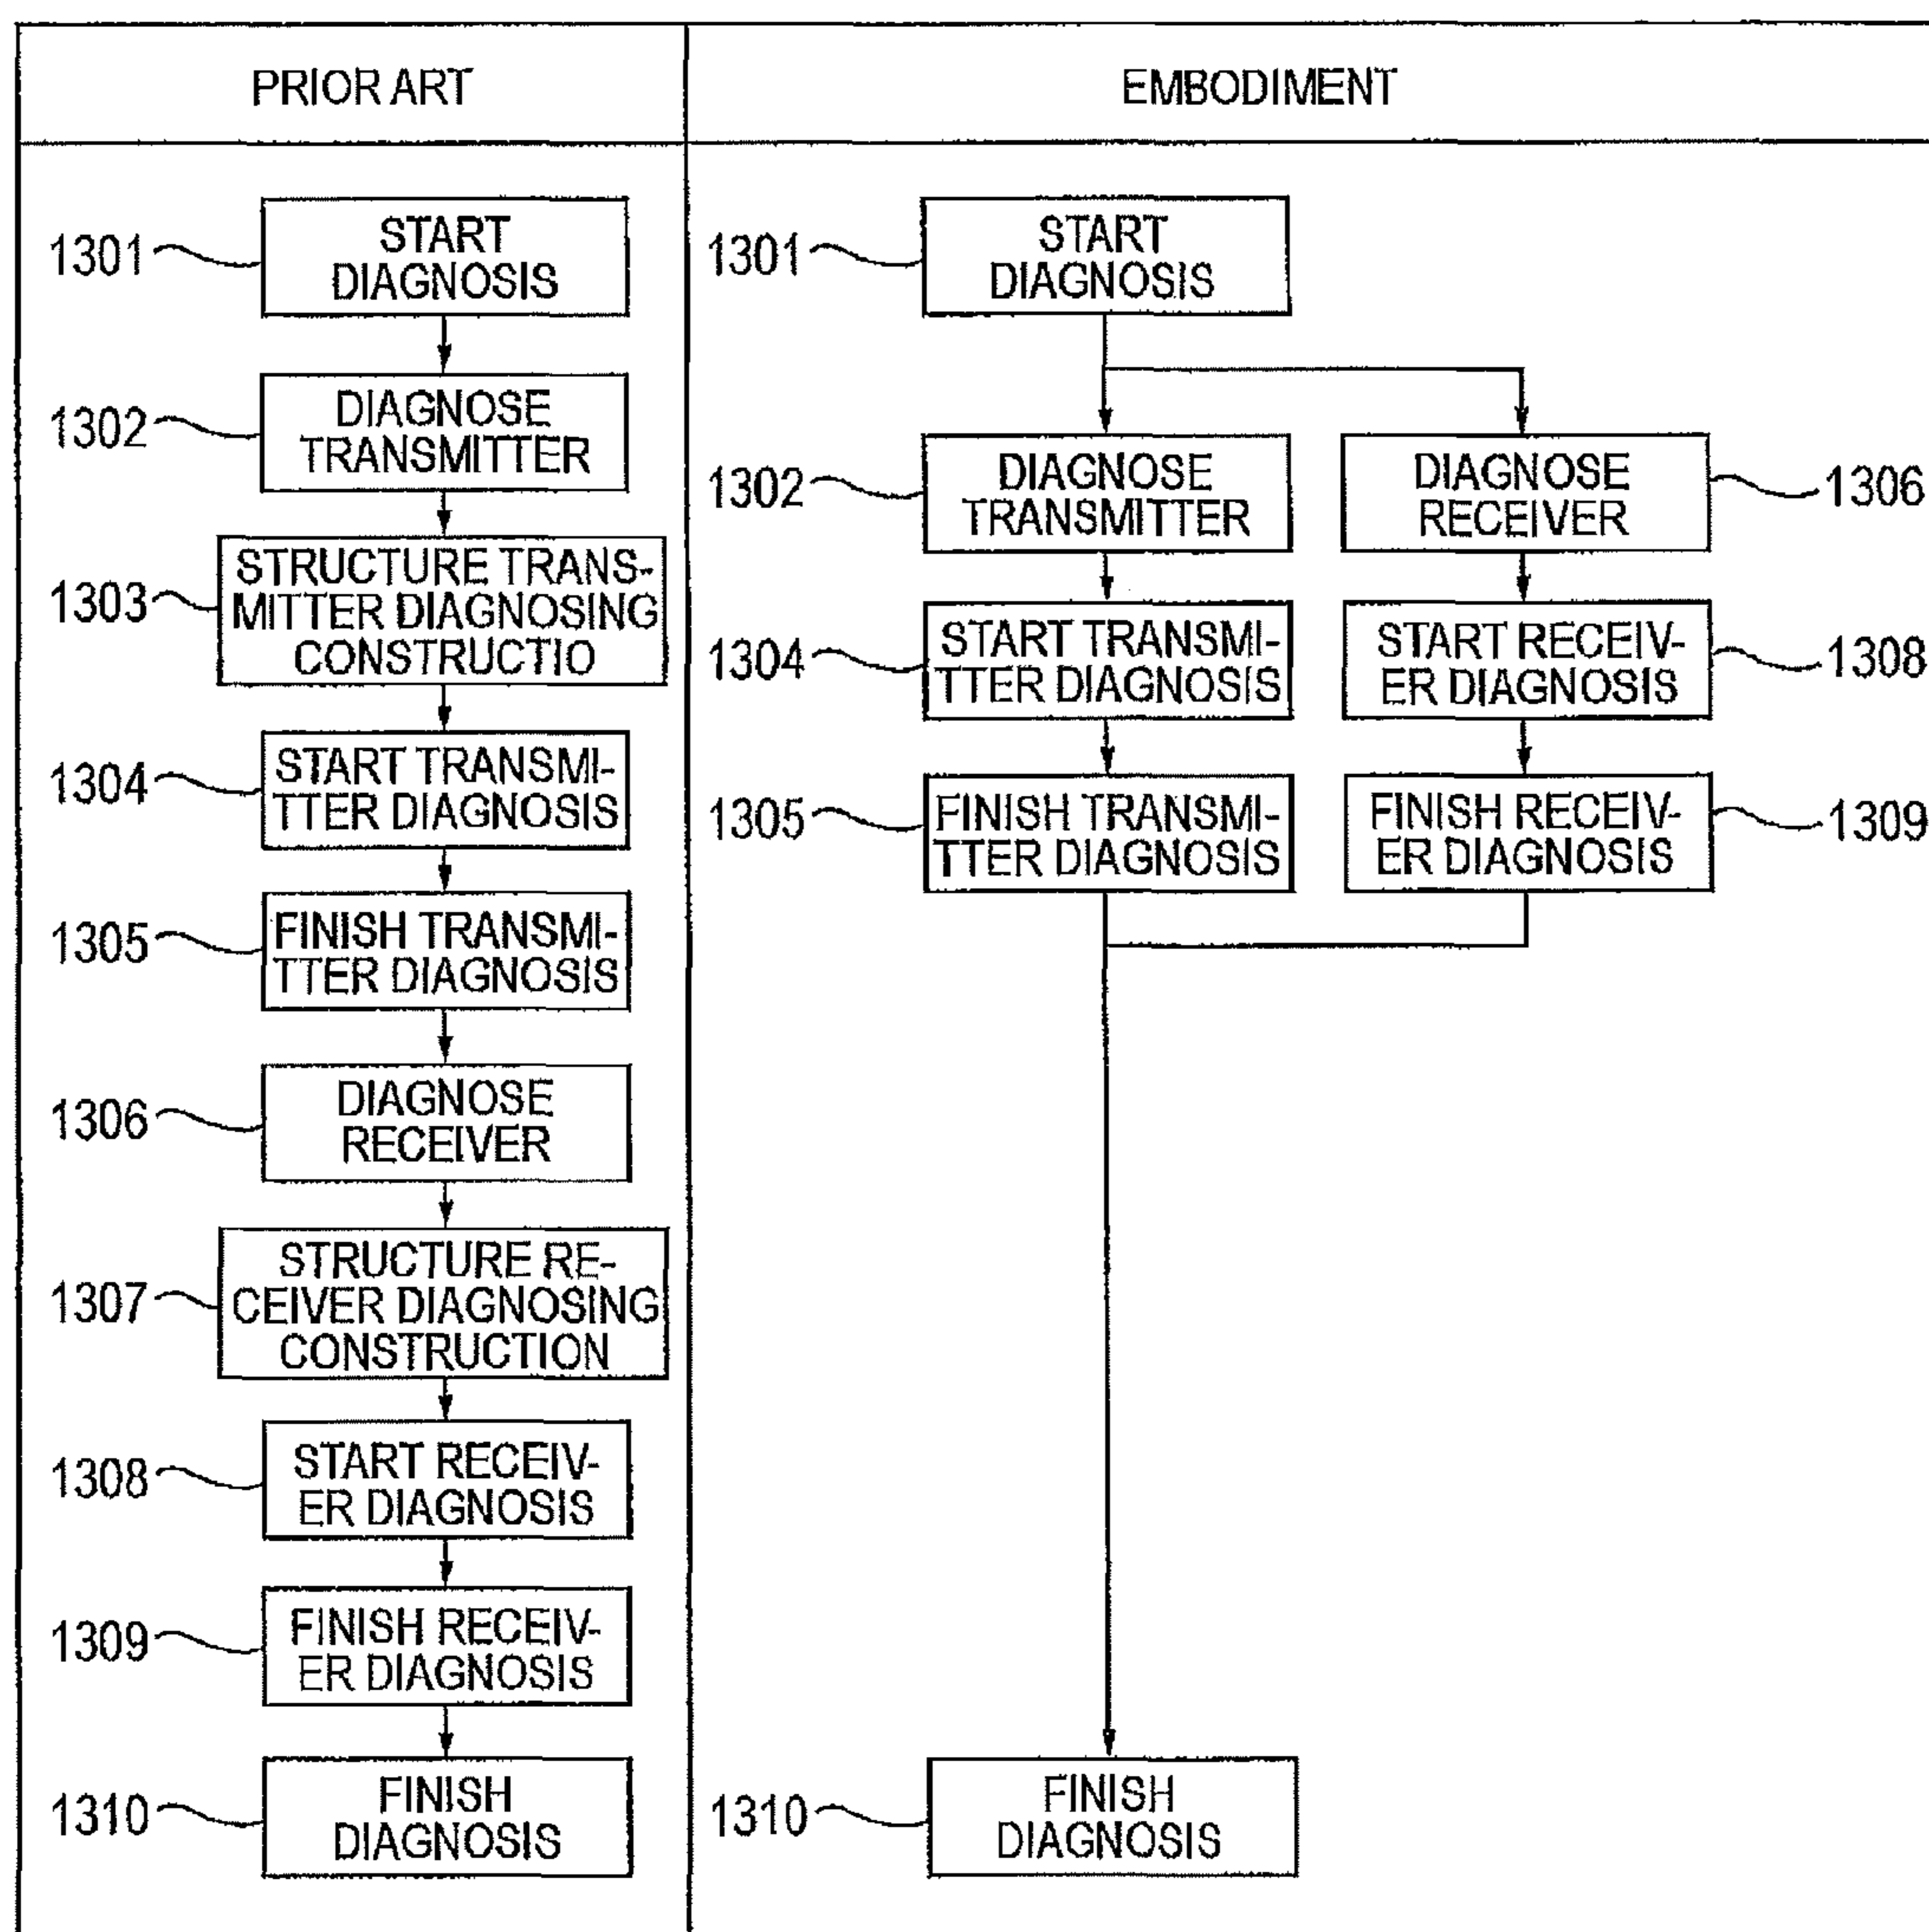 PRIOR ART
1301
START
DIAGNOSIS
1302
DIAGNOSE
TRANSMITTER
1303
STRUCTURE TRANS-
MITTER DIAGNOSING
CONSTRUCTIO
1304
START TRANSMI-
TTER DIAGNOSIS
1305
FINISH TRANSMI-
TTER DIAGNOSIS
1306
DIAGNOSE
RECEIVER
1307
STRUCTURE RE-
CEIVER DIAGNOSING
CONSTRUCTION
1308
START RECEIV-
ER DIAGNOSIS
1309
FINISH RECEIV-
ER DIAGNOSIS
1310
FINISH
DIAGNOSIS
EMBODIMENT
1301
START
DIAGNOSIS
1302
DIAGNOSE
TRANSMITTER
DIAGNOSE
RECEIVER
1306
1304
START TRANSMI-
TTER DIAGNOSIS
START RECEIV-
ER DIAGNOSIS
1308
1305
FINISH TRANSMI-
TTER DIAGNOSIS
FINISH RECEIV-
ER DIAGNOSIS
1309
1310
FINISH
DIAGNOSIS